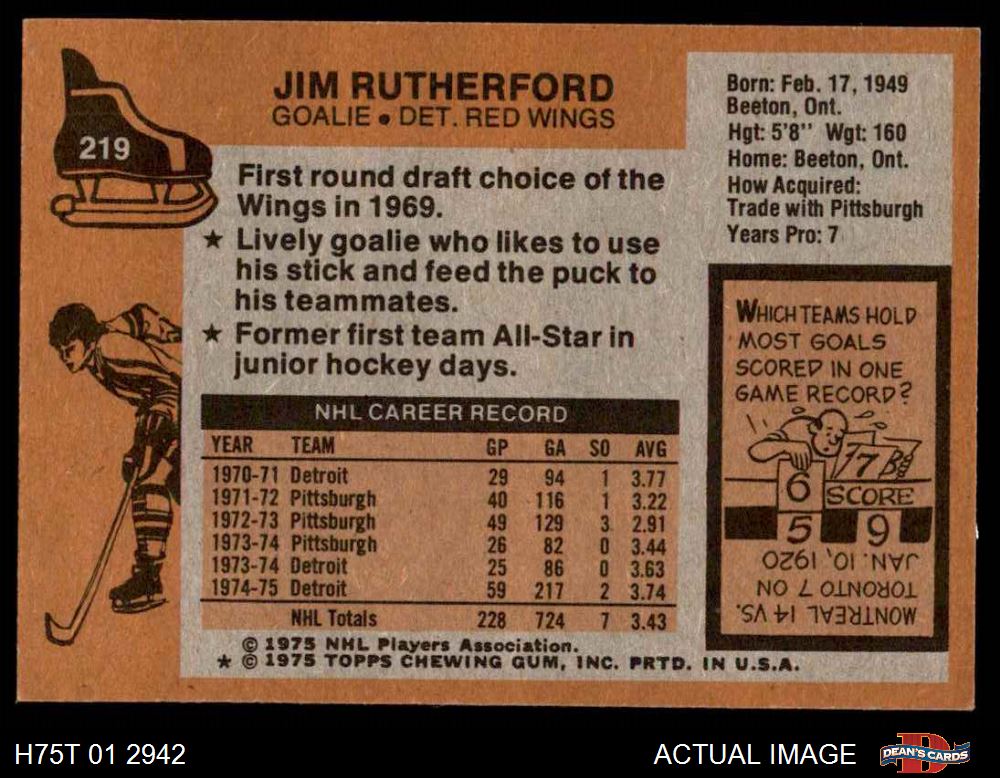 219
JIM RUTHERFORD
GOALIE • DET. RED WINGS
Born: Feb. 17, 1949
Beeton, Ont.
Hgt: 5'8" Wgt: 160
Home: Beeton, Ont.
How Acquired:
Trade with Pittsburgh
Years Pro: 7
First round draft choice of the
Wings in 1969.
★ Lively goalie who likes to use
his stick and feed the puck to
his teammates.
★ Former first team All-Star in
junior hockey days.
NHL CAREER RECORD
YEAR TEAM GP GA SO AVG
1970-71 Detroit 29 94 1 3.77
1971-72 Pittsburgh 40 116 1 3.22
1972-73 Pittsburgh 49 129 3 2.91
1973-74 Pittsburgh 26 82 0 3.44
1973-74 Detroit 25 86 0 3.63
1974-75 Detroit 59 217 2 3.74
NHL Totals 228 724 7 3.43
© 1975 NHL Players Association.
★ © 1975 TOPPS CHEWING GUM, INC. PRTD. IN U.S.A.
WHICH TEAMS HOLD
MOST GOALS
SCORED IN ONE
GAME RECORD?
7 8
6 SCORE
5 9
MONTREAL 14 VS.
TORONTO 7 ON
JAN. 10, 1920
H75T 01 2942
ACTUAL IMAGE
D
DEAN'S CARDS